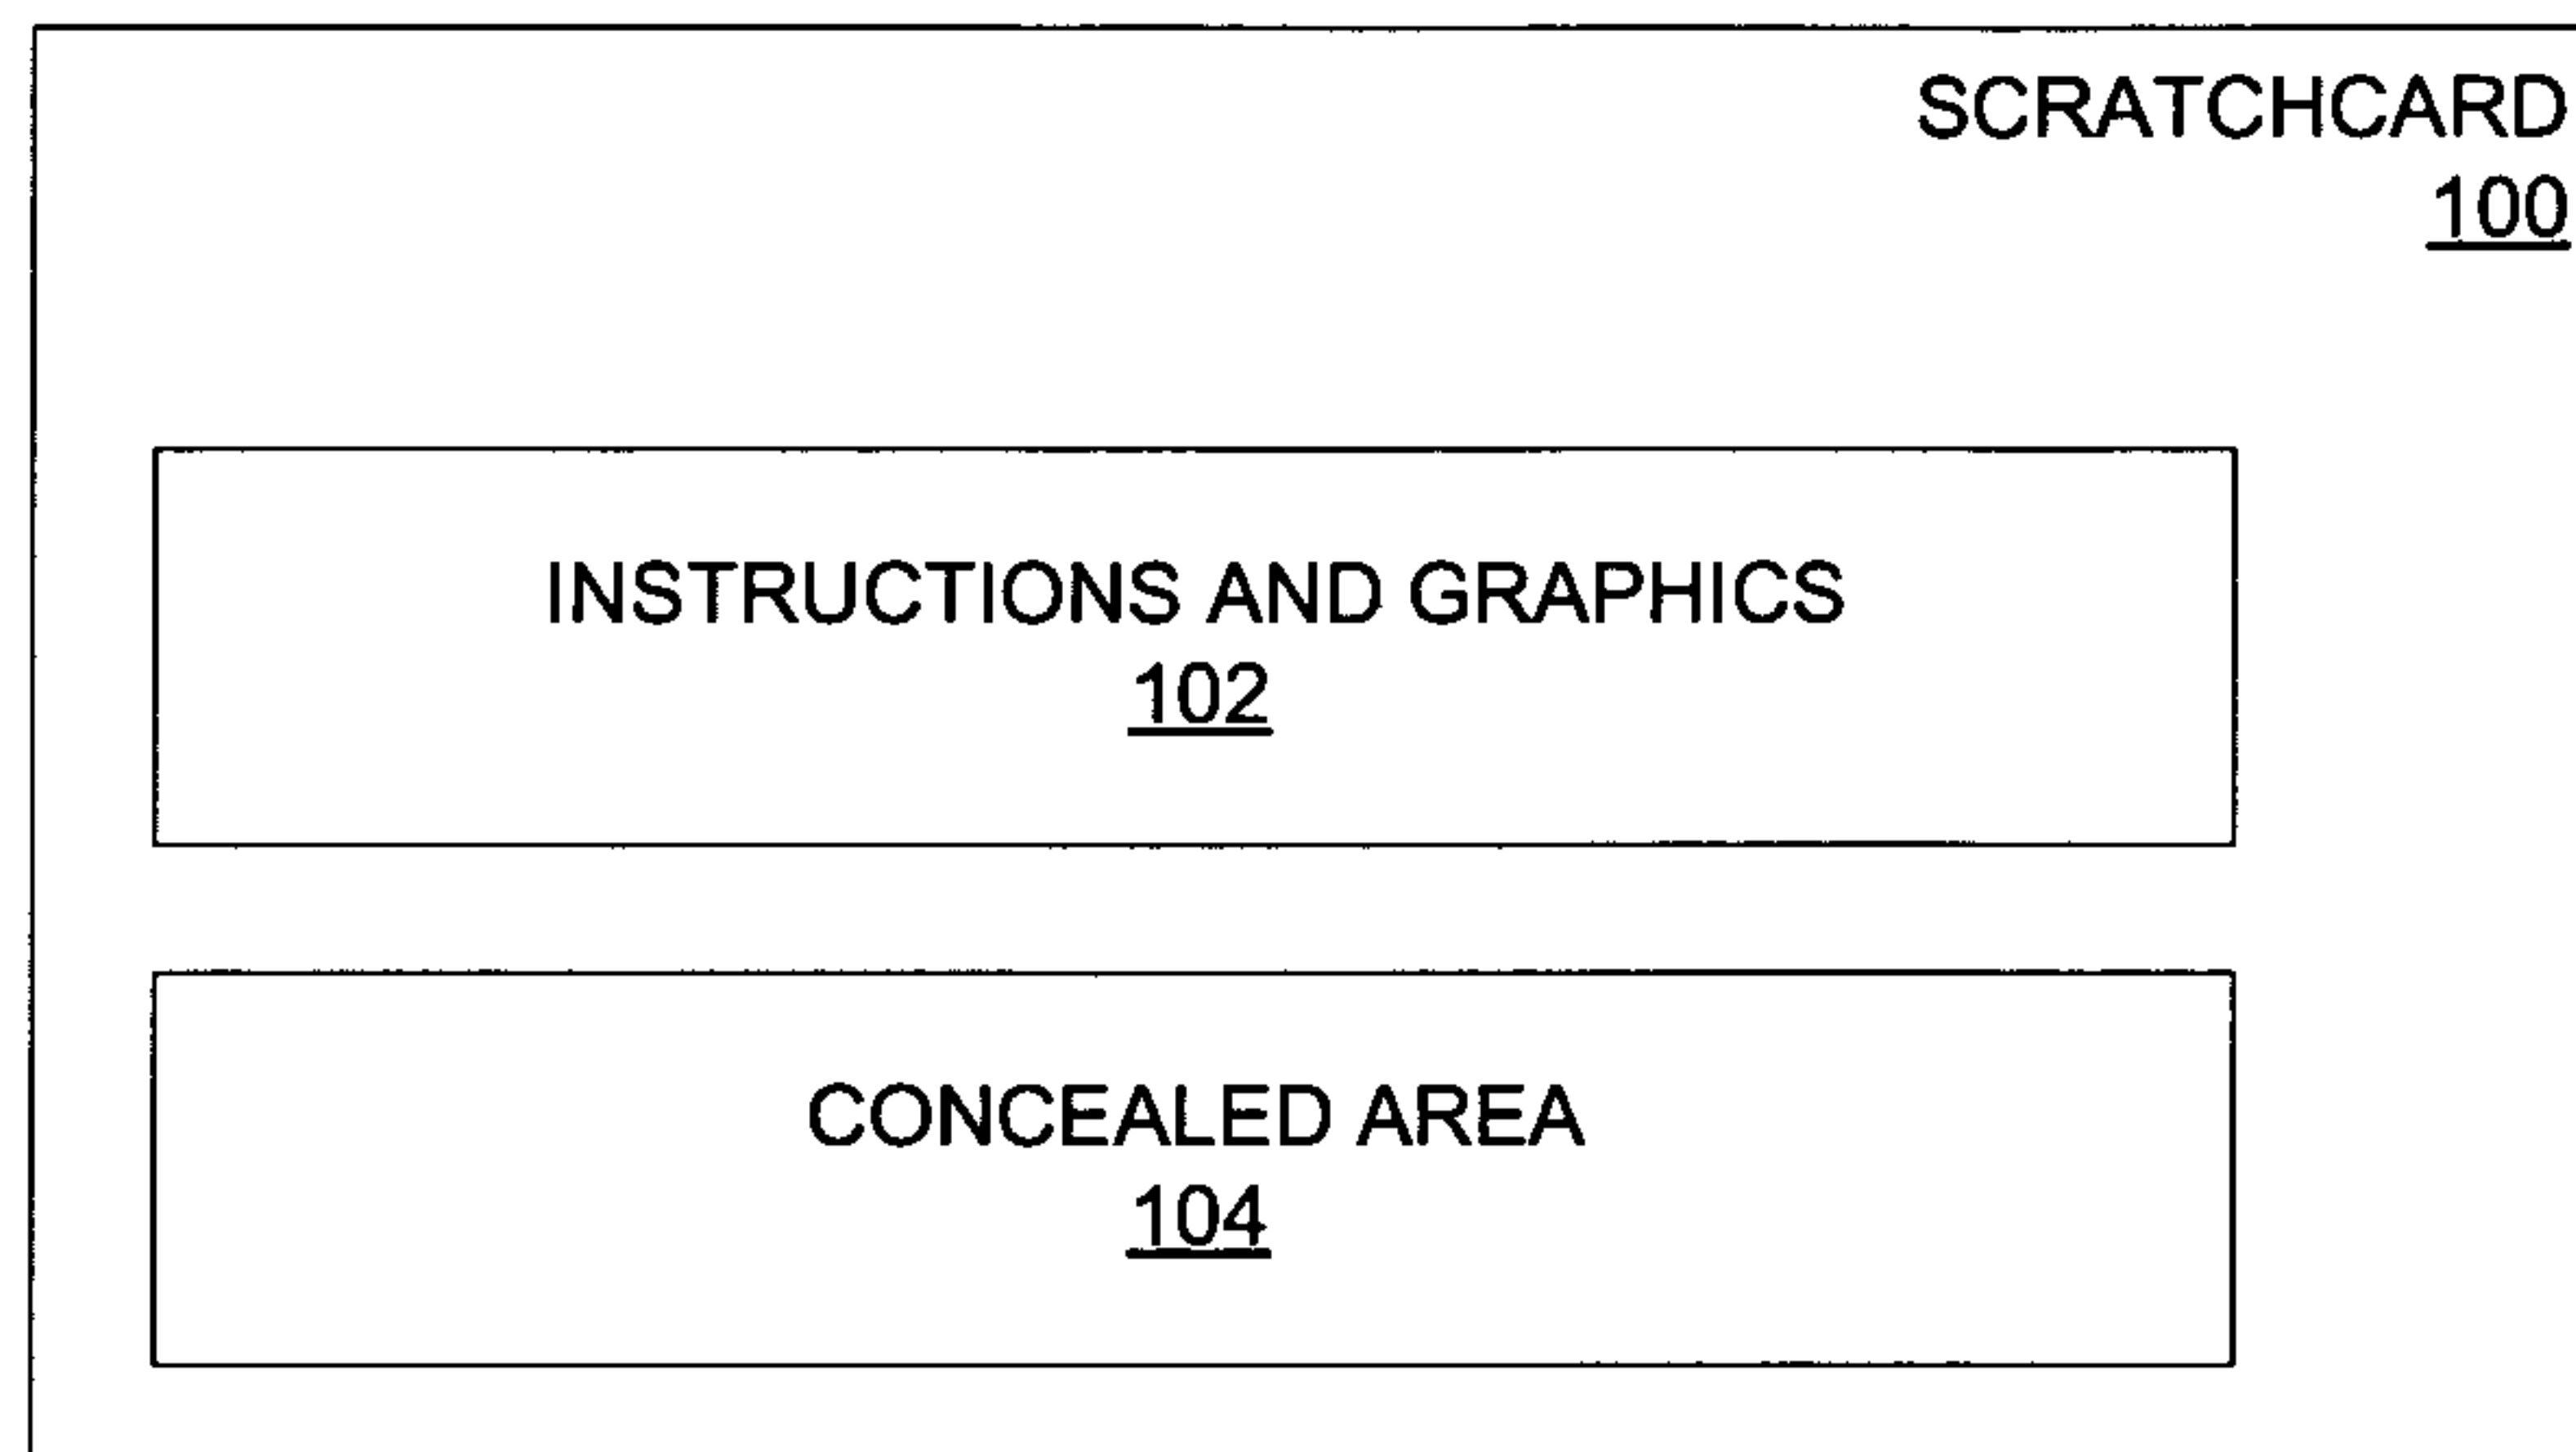 SCRATCHCARD
100
INSTRUCTIONS AND GRAPHICS
102
CONCEALED AREA
104